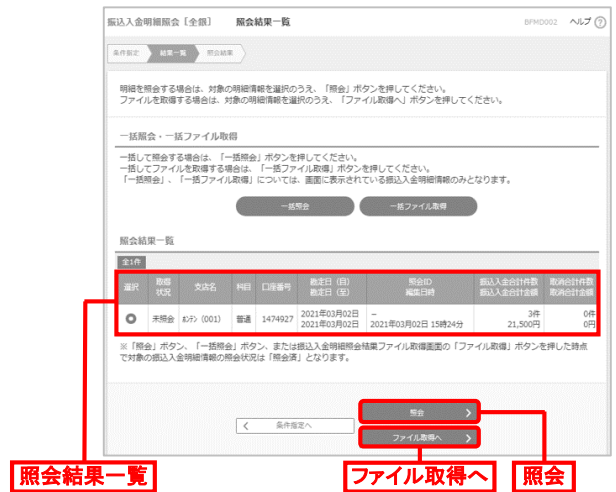 振込入金明細照会［全銀］ 照会結果一覧 BPMD002 ヘルプ ?
条件指定 結果一覧 照会結果
明細を照会する場合は、対象の明細情報を選択のうえ、「照会」ボタンを押してください。
ファイルを取得する場合は、対象の明細情報を選択のうえ、「ファイル取得へ」ボタンを押してください。
一括照会・一括ファイル取得
一括して照会する場合は、「一括照会」ボタンを押してください。
一括してファイルを取得する場合は、「一括ファイル取得」ボタンを押してください。
「一括照会」、「一括ファイル取得」については、画面に表示されている振込入金明細情報のみとなります。
一括照会 一括ファイル取得
照会結果一覧
全1件
選択 取扱状況 支店名 科目 口座番号 勘定日（自） 勘定日（至） 照会ID 編集日時 振込入金合計件数 振込入金合計金額 取消合計件数 取消合計金額
未照会 ﾎﾝﾃﾝ（001） 普通 1474927 2021年03月02日 － 3件 0件
2021年03月02日 2021年03月02日 15時24分 21,500円 0円
※「照会」ボタン、「一括照会」ボタン、または振込入金明細照会結果ファイル取得画面の「ファイル取得」ボタンを押した時点
で対象の振込入金明細情報の照会状況は「照会済」となります。
照会
条件指定へ
ファイル取得へ
照会結果一覧 ファイル取得へ 照会